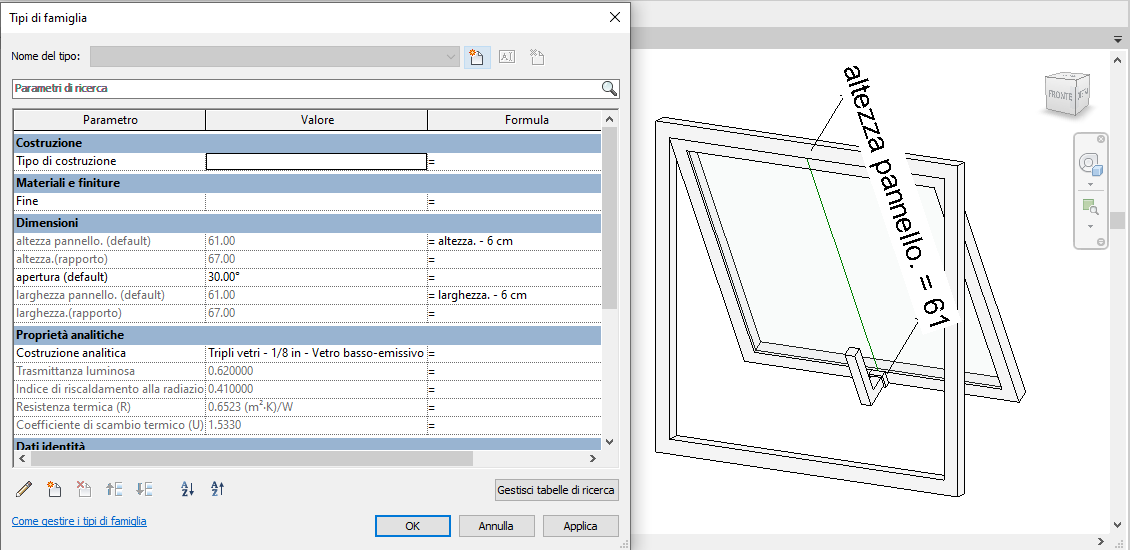 Tipi di famiglia
Nome del tipo:
Parametri di ricerca
Parametro Valore Formula
Costruzione
Tipo di costruzione =
Materiali e finiture
Fine =
Dimensioni
altezza pannello. (default) 61.00 = altezza. - 6 cm
altezza.(rapporto) 67.00 =
apertura (default) 30.00° =
larghezza pannello. (default) 61.00 = larghezza. - 6 cm
larghezza.(rapporto) 67.00 =
Proprietà analitiche
Costruzione analitica Tripli vetri - 1/8 in - Vetro basso-emissivo =
Trasmittanza luminosa 0.620000 =
Indice di riscaldamento alla radiazio 0.410000 =
Resistenza termica (R) 0.6523 (m²·K)/W =
Coefficiente di scambio termico (U) 1.5330 =
Dati identità
Gestisci tabelle di ricerca
Come gestire i tipi di famiglia
OK Annulla Applica
altezza pannello. = 61
FRONTE